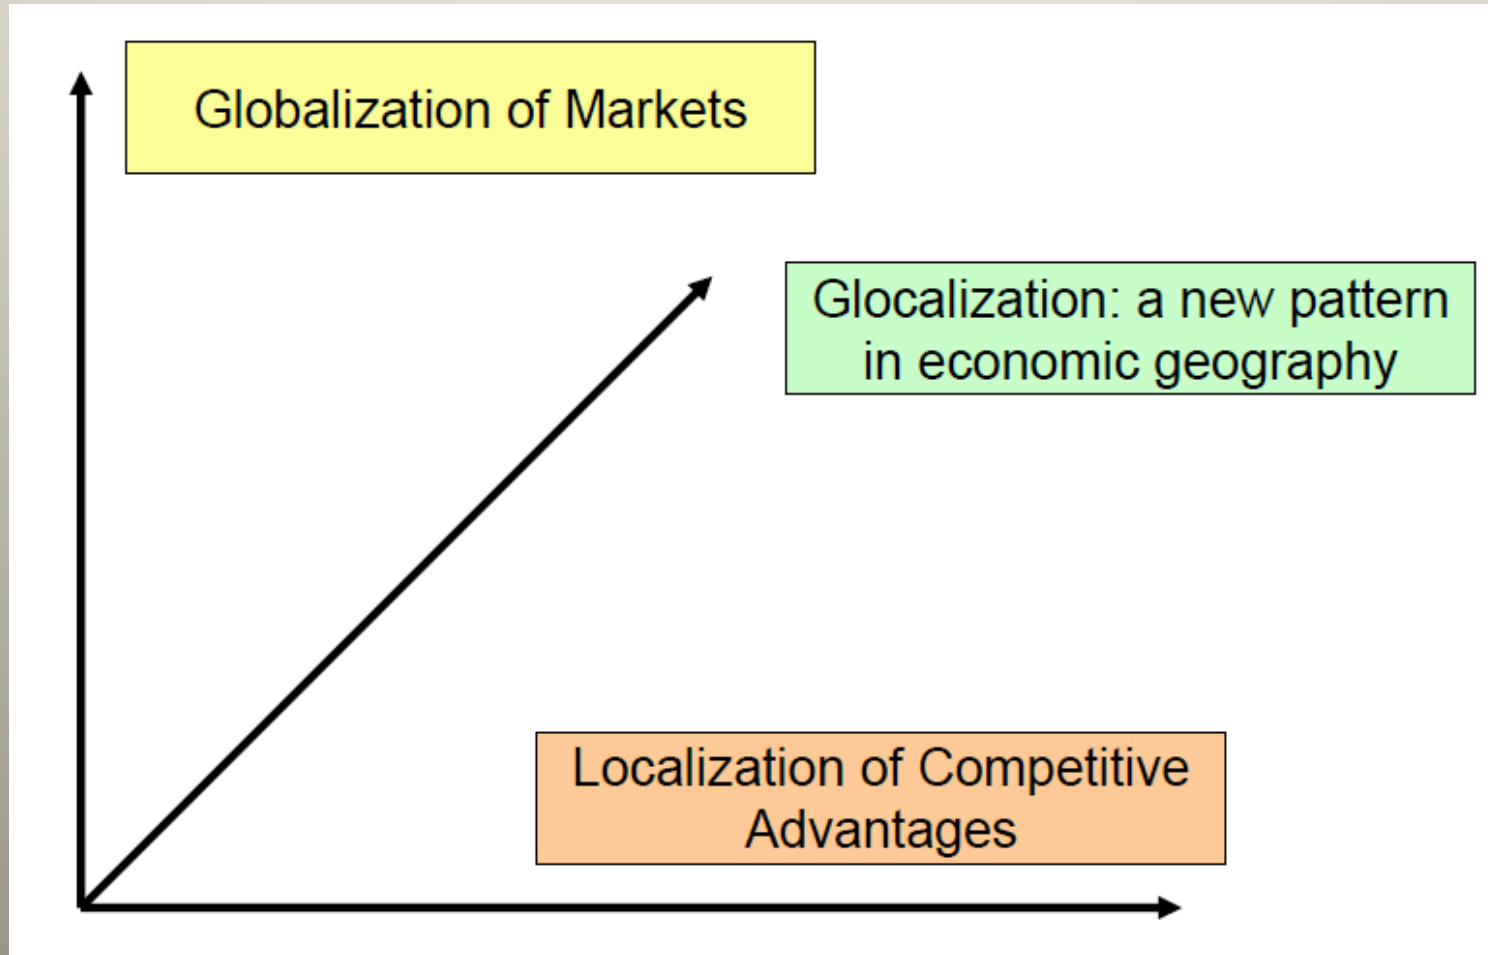 Globalization of Markets
Glocalization: a new pattern
in economic geography
Localization of Competitive
Advantages